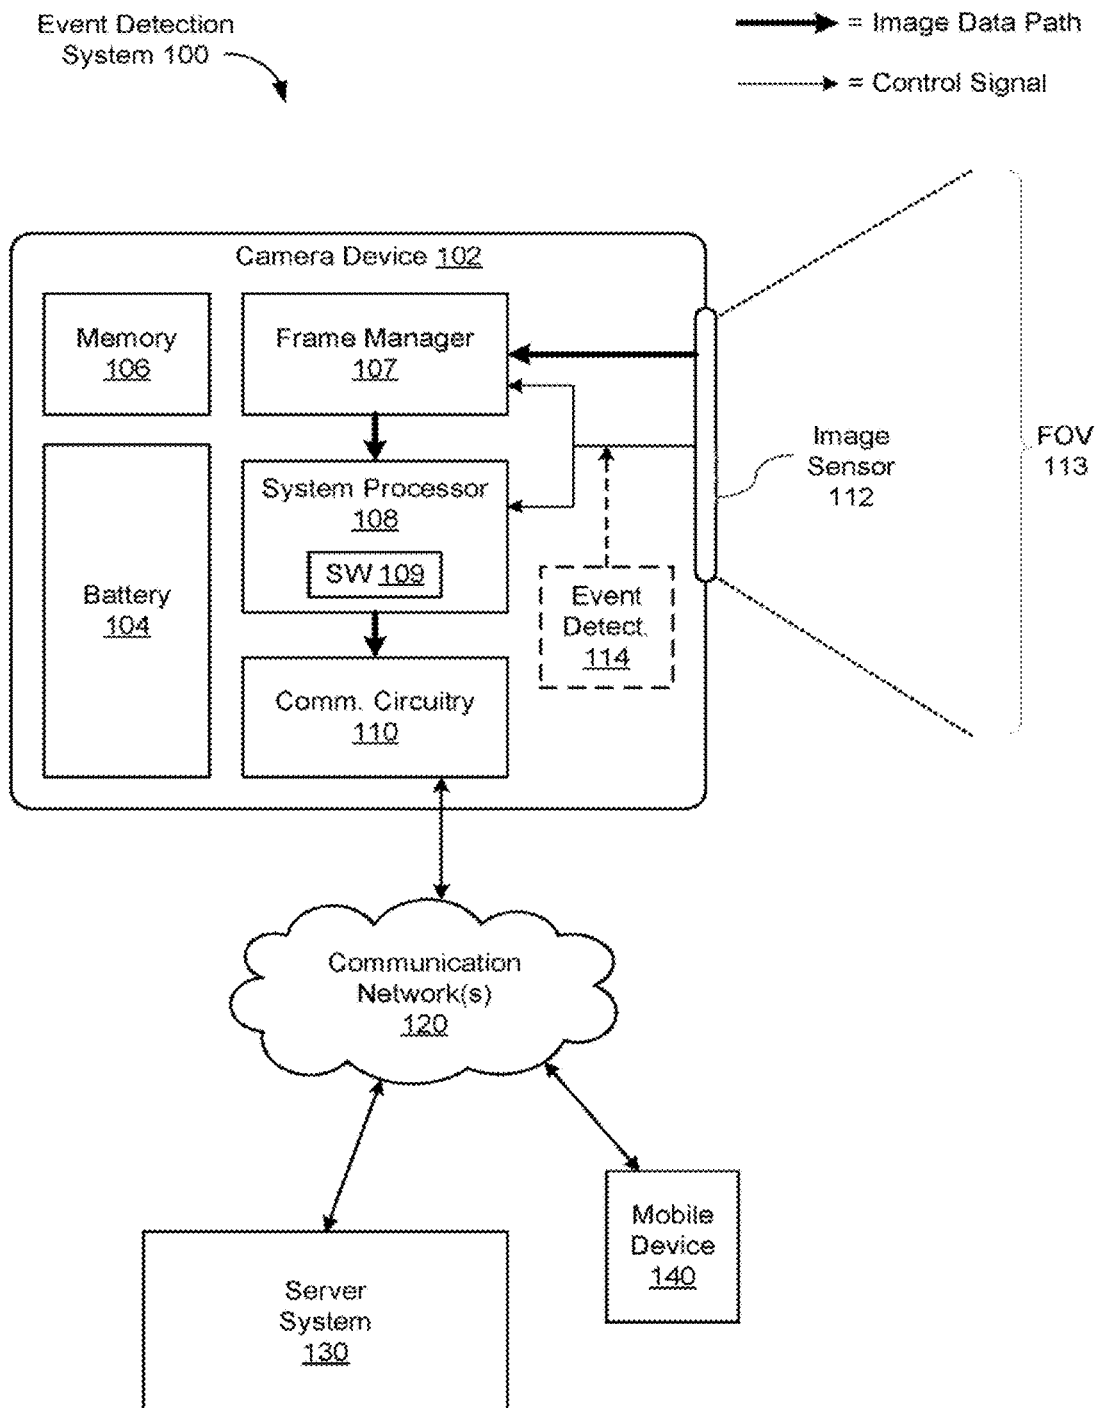 Event Detection
System 100
= Image Data Path
= Control Signal
Camera Device 102
Memory
106
Frame Manager
107
Battery
104
System Processor
108
SW 109
Comm. Circuitry
110
Event
Detect.
114
Image
Sensor
112
FOV
113
Communication
Network(s)
120
Server
System
130
Mobile
Device
140